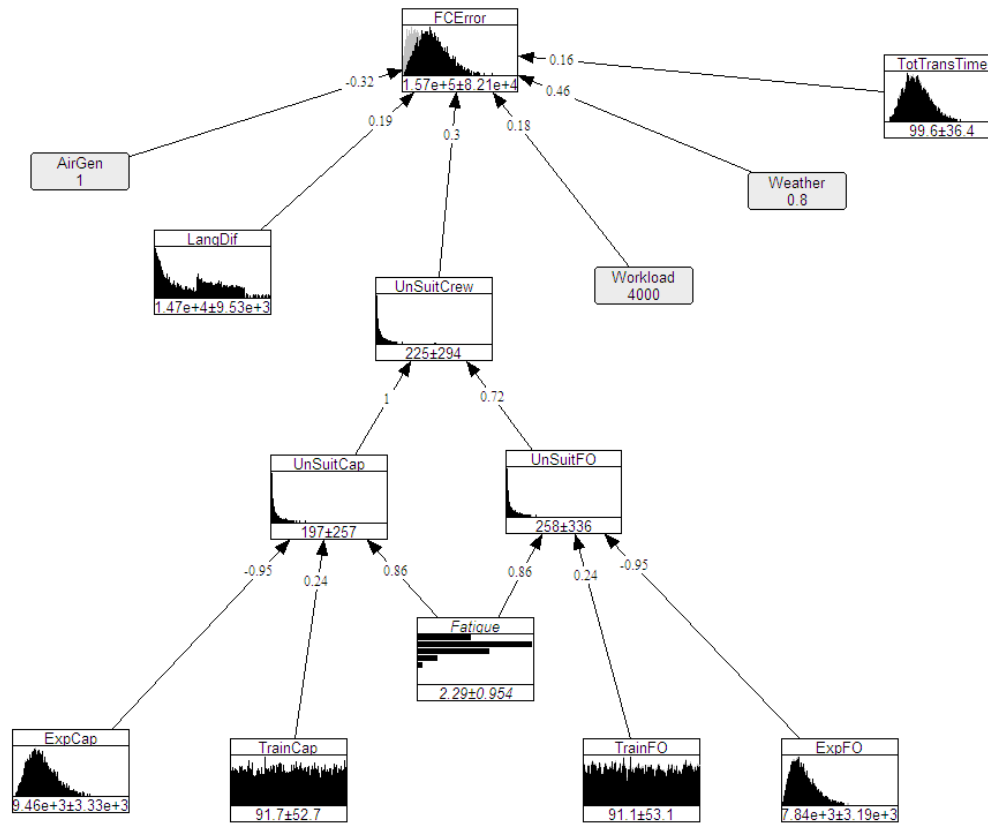 FCError
1.57e+5±8.21e+4
0.16
TotTransTime
99.6±36.4
-0.32
0.46
0.19
0.3
0.18
AirGen
1
Weather
0.8
LangDif
1.47e+4±9.53e+3
UnSuitCrew
225±294
Workload
4000
1
0.72
UnSuitCap
197±257
UnSuitFO
258±336
-0.95
0.24
0.86
0.86
0.24
-0.95
Fatique
2.29±0.954
ExpCap
9.46e+3±3.33e+3
TrainCap
91.7±52.7
TrainFO
91.1±53.1
ExpFO
7.84e+3±3.19e+3